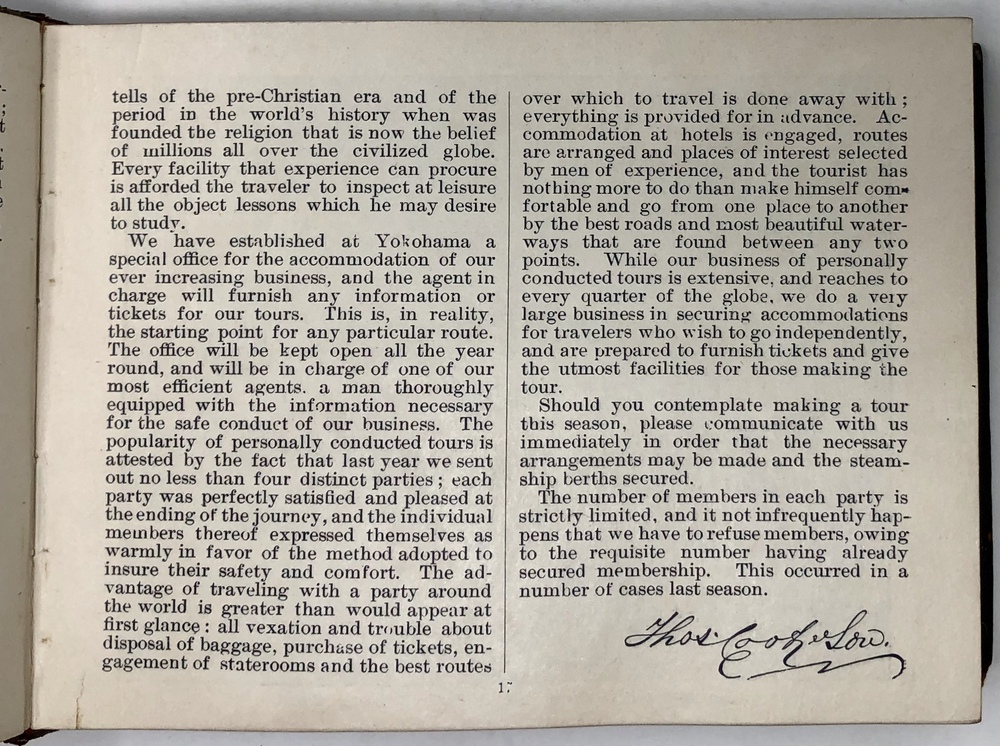 tells of the pre-Christian era and of the
period in the world's history when was
founded the religion that is now the belief
of millions all over the civilized globe.
Every facility that experience can procure
is afforded the traveler to inspect at leisure
all the object lessons which he may desire
to study.
We have established at Yokohama a
special office for the accommodation of our
ever increasing business, and the agent in
charge will furnish any information or
tickets for our tours. This is, in reality,
the starting point for any particular route.
The office will be kept open all the year
round, and will be in charge of one of our
most efficient agents. a man thoroughly
equipped with the information necessary
for the safe conduct of our business. The
popularity of personally conducted tours is
attested by the fact that last year we sent
out no less than four distinct parties ; each
party was perfectly satisfied and pleased at
the ending of the journey, and the individual
members thereof expressed themselves as
warmly in favor of the method adopted to
insure their safety and comfort. The ad-
vantage of traveling with a party around
the world is greater than would appear at
first glance : all vexation and trouble about
disposal of baggage, purchase of tickets, en-
gagement of staterooms and the best routes
over which to travel is done away with ;
everything is provided for in advance. Ac-
commodation at hotels is engaged, routes
are arranged and places of interest selected
by men of experience, and the tourist has
nothing more to do than make himself com-
fortable and go from one place to another
by the best roads and most beautiful water-
ways that are found between any two
points. While our business of personally
conducted tours is extensive, and reaches to
every quarter of the globe, we do a very
large business in securing accommodations
for travelers who wish to go independently,
and are prepared to furnish tickets and give
the utmost facilities for those making the
tour.
Should you contemplate making a tour
this season, please communicate with us
immediately in order that the necessary
arrangements may be made and the steam-
ship berths secured.
The number of members in each party is
strictly limited, and it not infrequently hap-
pens that we have to refuse members, owing
to the requisite number having already
secured membership. This occurred in a
number of cases last season.
Thos. Cook & Son.
17